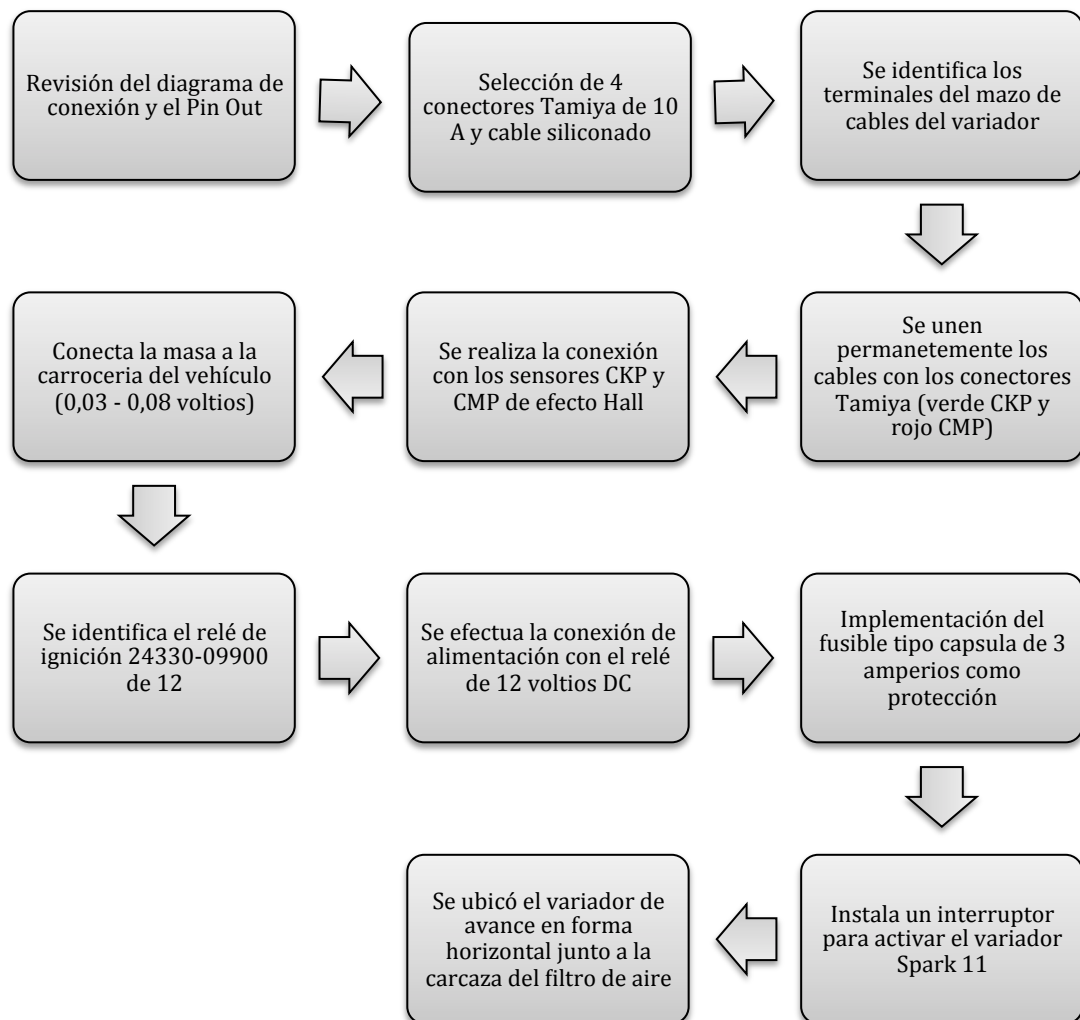 Revisión del diagrama de
conexión y el Pin Out
Selección de 4
conectores Tamiya de 10
A y cable siliconado
Se identifica los
terminales del mazo de
cables del variador
Se unen
permanetemente los
cables con los conectores
Tamiya (verde CKP y
rojo CMP)
Se realiza la conexión
con los sensores CKP y
CMP de efecto Hall
Conecta la masa a la
carroceria del vehículo
(0,03 - 0,08 voltios)
Se identifica el relé de
ignición 24330-09900
de 12
Se efectua la conexión de
alimentación con el relé
de 12 voltios DC
Implementación del
fusible tipo capsula de 3
amperios como
protección
Instala un interruptor
para activar el variador
Spark 11
Se ubicó el variador de
avance en forma
horizontal junto a la
carcaza del filtro de aire